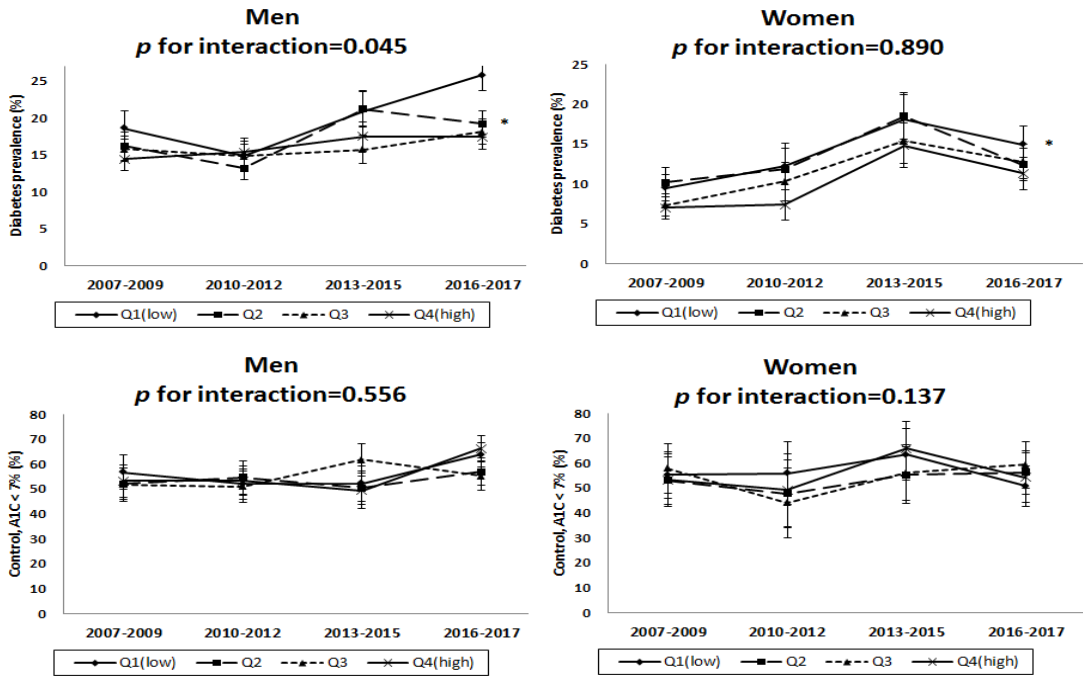 Men
p for interaction=0.045
Diabetes prevalence (%)
25
20
15
10
5
0
*
2007-2009 2010-2012 2013-2015 2016-2017
Q1(low) Q2 Q3 Q4(high)
Women
p for interaction=0.890
Diabetes prevalence (%)
25
20
15
10
5
0
*
2007-2009 2010-2012 2013-2015 2016-2017
Q1(low) Q2 Q3 Q4(high)
Men
p for interaction=0.556
Control, A1C < 7% (%)
80
70
60
50
40
30
20
10
0
2007-2009 2010-2012 2013-2015 2016-2017
Q1(low) Q2 Q3 Q4(high)
Women
p for interaction=0.137
Control, A1C < 7% (%)
80
70
60
50
40
30
20
10
0
2007-2009 2010-2012 2013-2015 2016-2017
Q1(low) Q2 Q3 Q4(high)